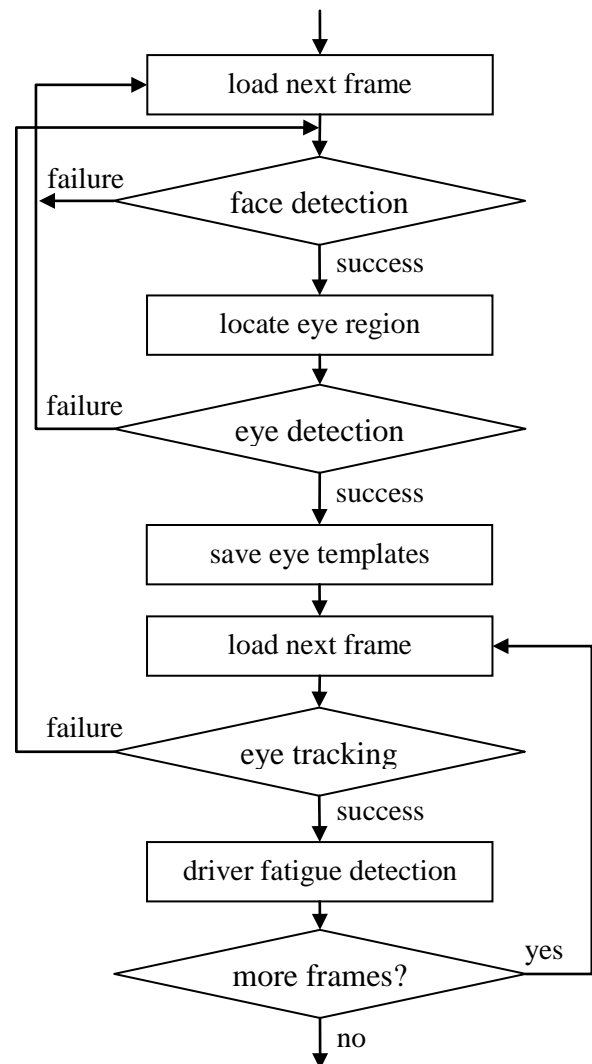 load next frame
failure
face detection
success
locate eye region
failure
eye detection
success
save eye templates
load next frame
failure
eye tracking
success
driver fatigue detection
yes
more frames?
no